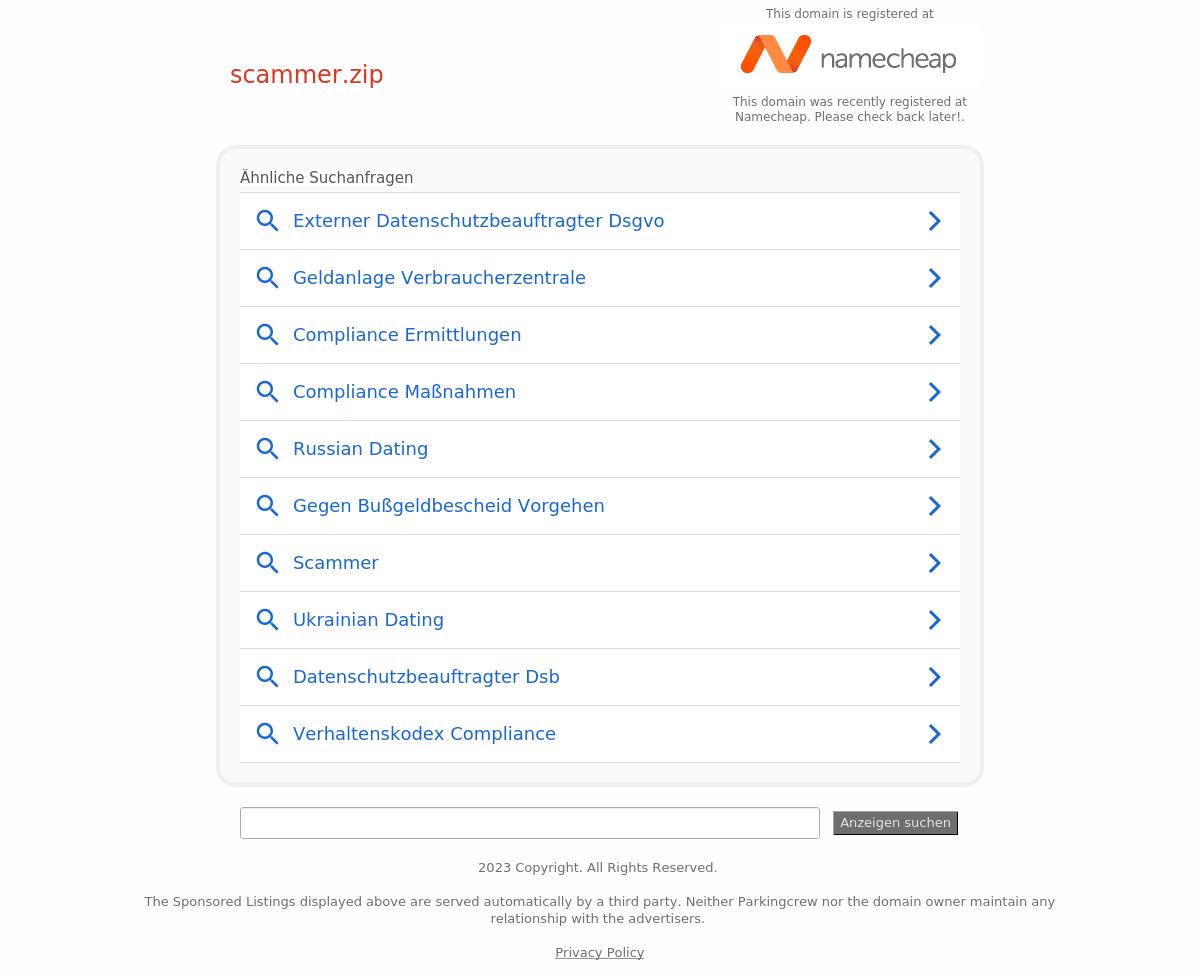 This domain is registered at
scammer.zip
namecheap
This domain was recently registered at
Namecheap. Please check back later!.
Ähnliche Suchanfragen
Externer Datenschutzbeauftragter Dsgvo
Geldanlage Verbraucherzentrale
Compliance Ermittlungen
Compliance Maßnahmen
Russian Dating
Gegen Bußgeldbescheid Vorgehen
Scammer
Ukrainian Dating
Datenschutzbeauftragter Dsb
Verhaltenskodex Compliance
Anzeigen suchen
2023 Copyright. All Rights Reserved.
The Sponsored Listings displayed above are served automatically by a third party. Neither Parkingcrew nor the domain owner maintain any
relationship with the advertisers.
Privacy Policy